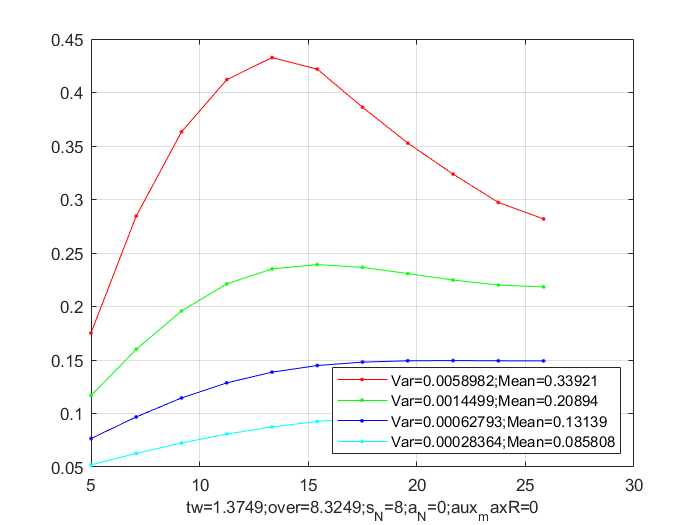 0.45
0.4
0.35
0.3
0.25
0.2
0.15
0.1
0.05
5 10 15 20 25 30
Var=0.0058982;Mean=0.33921
Var=0.0014499;Mean=0.20894
Var=0.00062793;Mean=0.13139
Var=0.00028364;Mean=0.085808
tw=1.3749;over=8.3249;s_N=8;a_N=0;aux_maxR=0